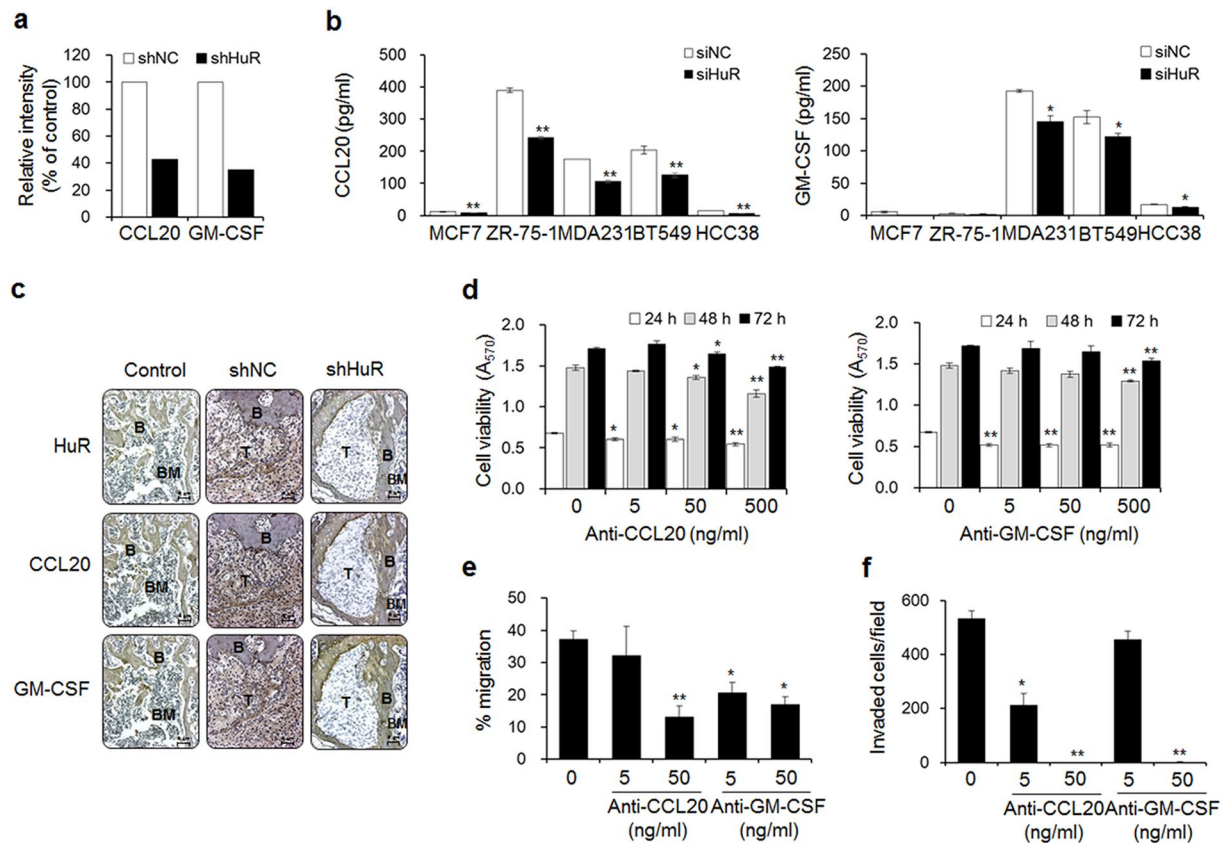 a
shNC shHuR
Relative intensity
(% of control)
120
100
80
60
40
20
0
CCL20 GM-CSF
b
siNC
siHuR
CCL20 (pg/ml)
500
400
300
200
100
0
** ** ** ** **
MCF7 ZR-75-1 MDA231 BT549 HCC38
siNC
siHuR
GM-CSF (pg/ml)
250
200
150
100
50
0
* * *
MCF7 ZR-75-1 MDA231 BT549 HCC38
c
Control shNC shHuR
HuR
B BM
B T
T B BM
CCL20
B BM
B T
T B BM
GM-CSF
B BM
B T
T B BM
d
24 h 48 h 72 h
Cell viability (A570)
2.0
1.5
1.0
0.5
0.0
* * * * ** ** **
0 5 50 500
Anti-CCL20 (ng/ml)
24 h 48 h 72 h
Cell viability (A570)
2.0
1.5
1.0
0.5
0.0
** ** ** ** **
0 5 50 500
Anti-GM-CSF (ng/ml)
e
% migration
50
40
30
20
10
0
** * *
0 5 50 5 50
Anti-CCL20 Anti-GM-CSF
(ng/ml) (ng/ml)
f
Invaded cells/field
600
400
200
0
* ** **
0 5 50 5 50
Anti-CCL20 Anti-GM-CSF
(ng/ml) (ng/ml)